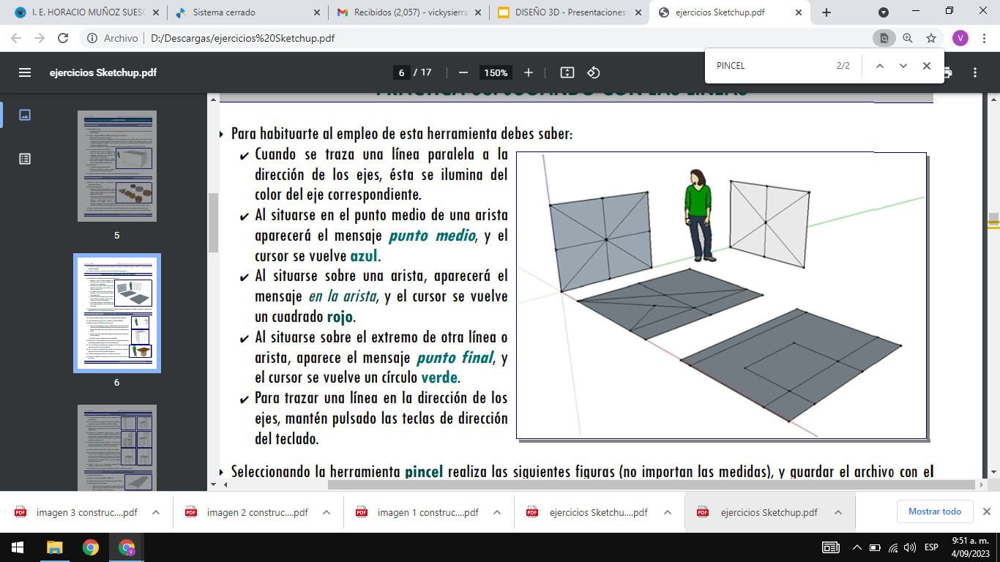 I. E. HORACIO MUÑOZ SUESC
Sistema cerrado
Recibidos (2,057) - vickysierra
DISEÑO 3D - Presentaciones
ejercicios Sketchup.pdf
Archivo
D:/Descargas/ejercicios%20Sketchup.pdf
V
PINCEL
2/2
ejercicios Sketchup.pdf
6 / 17
150%
PRÁCTICA 03: JUGANDO CON LAS LÍNEAS
Para habituarte al empleo de esta herramienta debes saber:
✔ Cuando se traza una línea paralela a la
dirección de los ejes, ésta se ilumina del
color del eje correspondiente.
✔ Al situarse en el punto medio de una arista
aparecerá el mensaje punto medio, y el
cursor se vuelve azul.
✔ Al situarse sobre una arista, aparecerá el
mensaje en la arista, y el cursor se vuelve
un cuadrado rojo.
✔ Al situarse sobre el extremo de otra línea o
arista, aparece el mensaje punto final, y
el cursor se vuelve un círculo verde.
✔ Para trazar una línea en la dirección de los
ejes, mantén pulsado las teclas de dirección
del teclado.
Seleccionando la herramienta pincel realiza las siguientes figuras (no importan las medidas), y guardar el archivo con el
5
6
imagen 3 construc....pdf
imagen 2 construc....pdf
imagen 1 construc....pdf
ejercicios Sketchu....pdf
ejercicios Sketchup.pdf
Mostrar todo
ESP
9:51 a. m.
4/09/2023